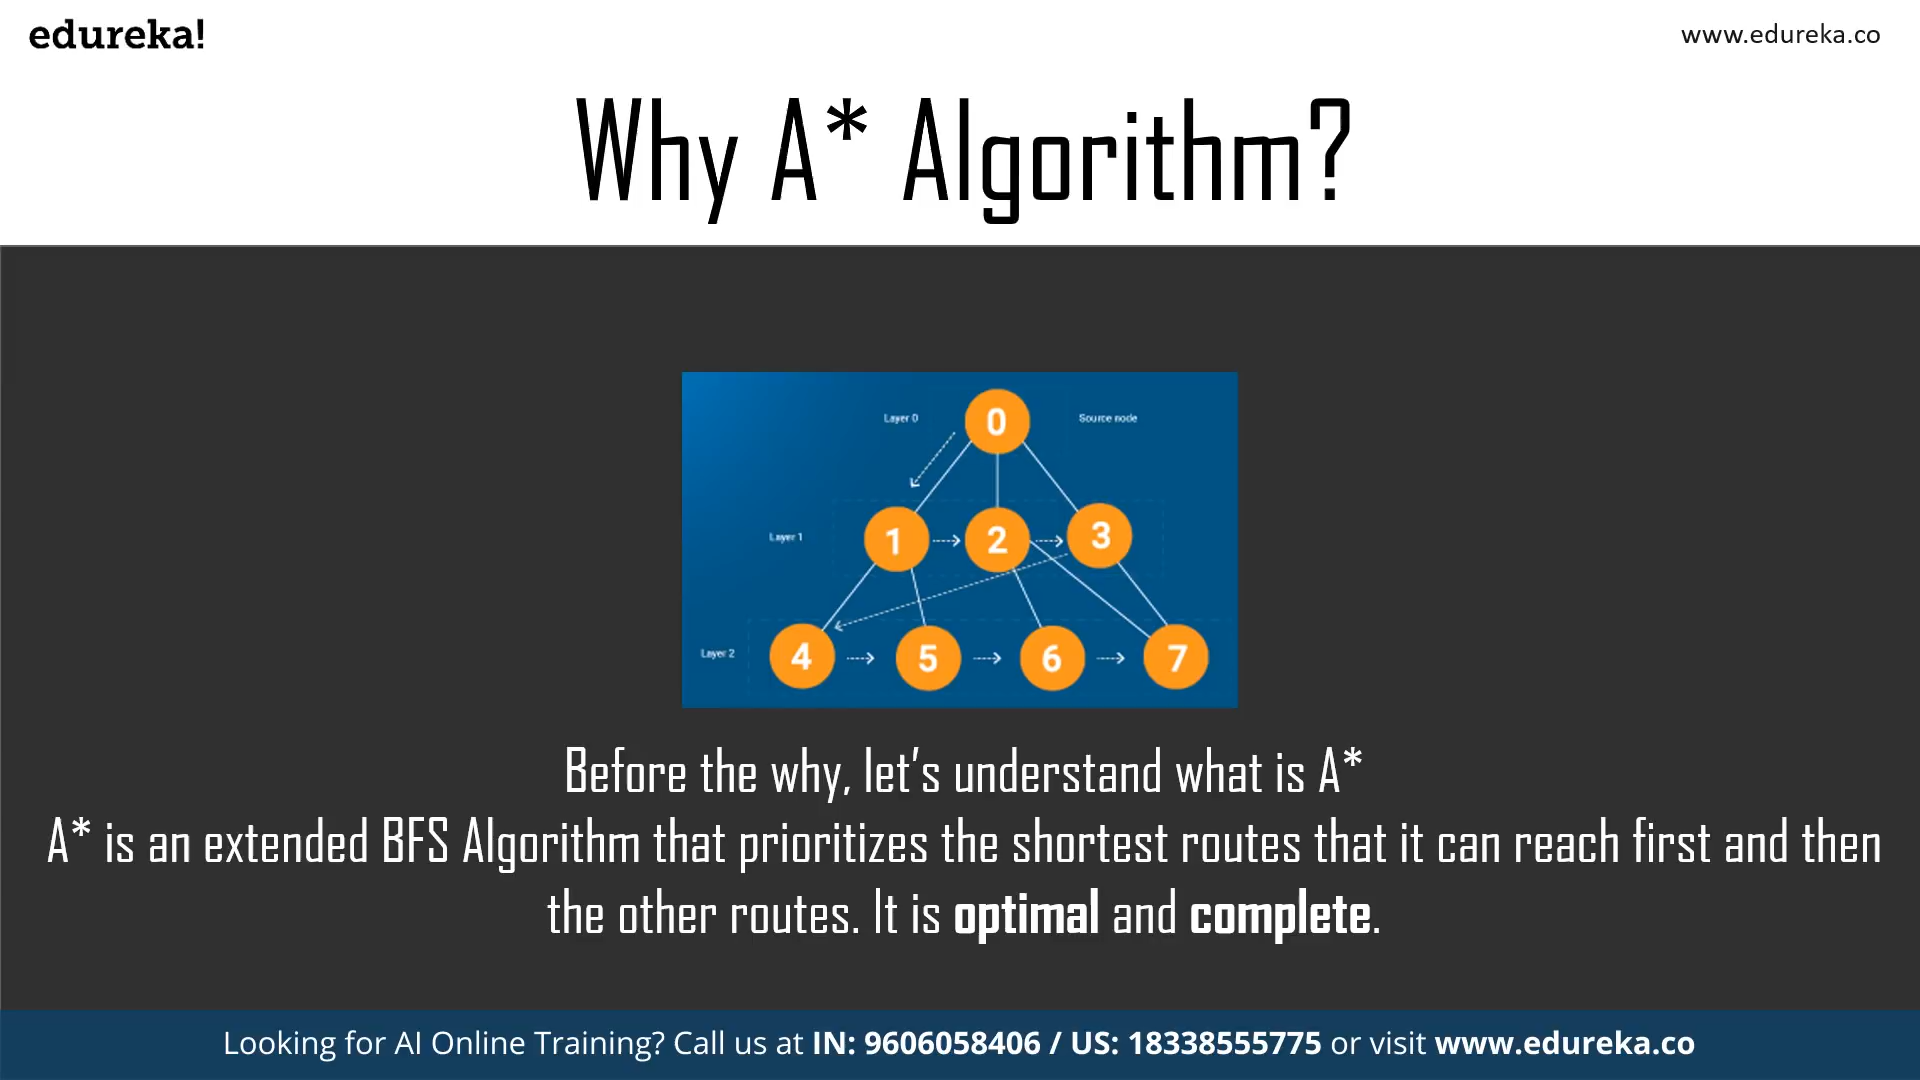 edureka!
www.edureka.co
Why A* Algorithm?
Layer 0
0
Source node
Layer 1
1
2
3
Layer 2
4
5
6
7
Before the why, let's understand what is A*
A* is an extended BFS Algorithm that prioritizes the shortest routes that it can reach first and then
the other routes. It is optimal and complete.
Looking for AI Online Training? Call us at IN: 9606058406 / US: 18338555775 or visit www.edureka.co